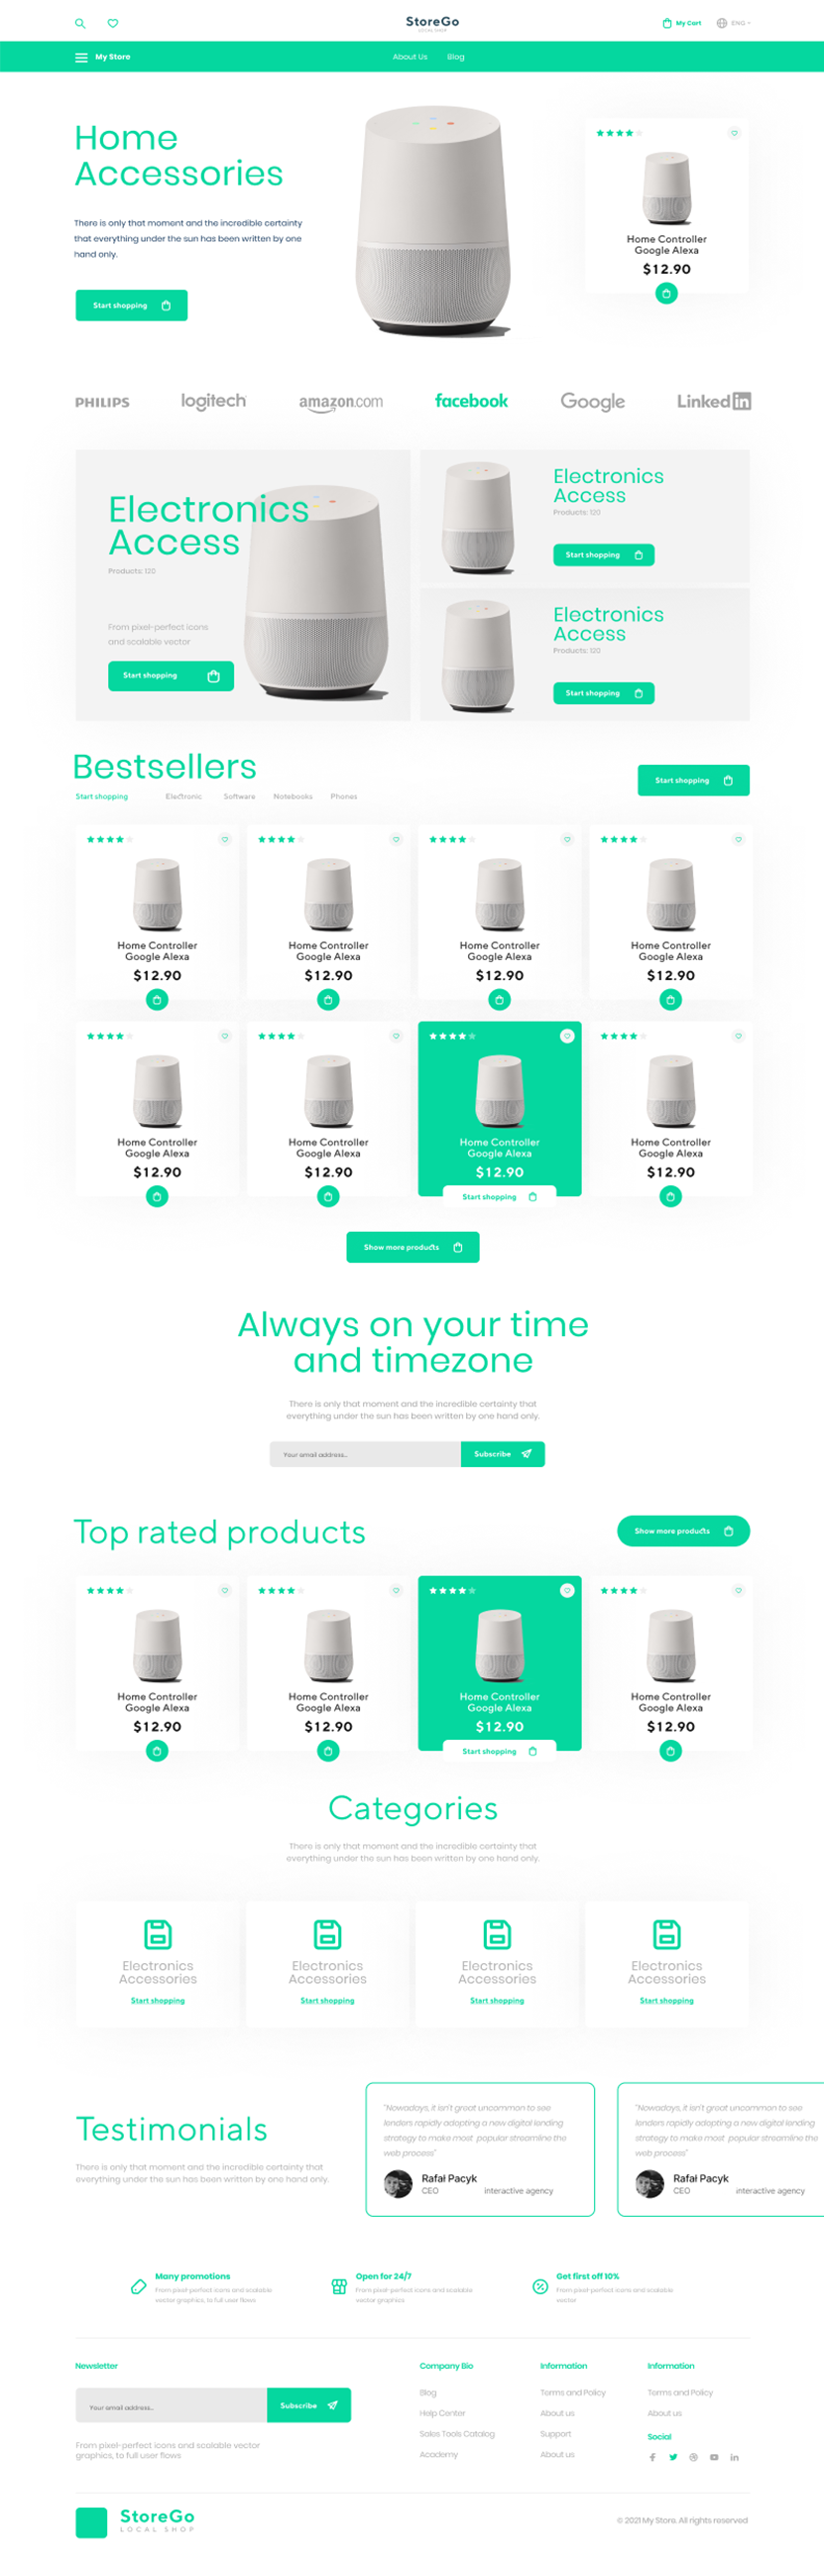 StoreGo
LOCAL SHOP
My Cart
ENG
My Store
About Us
Blog
Home
Accessories
There is only that moment and the incredible certainty
that everything under the sun has been written by one
hand only.
Start shopping
Home Controller
Google Alexa
$12.90
PHILIPS
logitech
amazon.com
facebook
Google
Linked in
Electronics
Access
Products: 120
From pixel-perfect icons
and scalable vector
Start shopping
Electronics
Access
Products: 120
Start shopping
Electronics
Access
Products: 120
Start shopping
Bestsellers
Start shopping
Electronic
Software
Notebooks
Phones
Start shopping
Home Controller
Google Alexa
$12.90
Home Controller
Google Alexa
$12.90
Home Controller
Google Alexa
$12.90
Home Controller
Google Alexa
$12.90
Home Controller
Google Alexa
$12.90
Home Controller
Google Alexa
$12.90
Home Controller
Google Alexa
$12.90
Start shopping
Home Controller
Google Alexa
$12.90
Show more products
Always on your time
and timezone
There is only that moment and the incredible certainty that
everything under the sun has been written by one hand only.
Your email address...
Subscribe
Top rated products
Show more products
Home Controller
Google Alexa
$12.90
Home Controller
Google Alexa
$12.90
Home Controller
Google Alexa
$12.90
Start shopping
Home Controller
Google Alexa
$12.90
Categories
There is only that moment and the incredible certainty that
everything under the sun has been written by one hand only.
Electronics
Accessories
Start shopping
Electronics
Accessories
Start shopping
Electronics
Accessories
Start shopping
Electronics
Accessories
Start shopping
Testimonials
There is only that moment and the incredible certainty that
everything under the sun has been written by one hand only.
"Nowadays, it isn't great uncommon to see
lenders rapidly adopting a new digital lending
strategy to make most popular streamline the
web process"
Rafał Pacyk
CEO
interactive agency
"Nowadays, it isn't great uncommon to see
lenders rapidly adopting a new digital lending
strategy to make most popular streamline the
web process"
Rafał Pacyk
CEO
interactive agency
Many promotions
From pixel-perfect icons and scalable
vector graphics, to full user flows
Open for 24/7
From pixel-perfect icons and scalable
vector graphics
Get first off 10%
From pixel-perfect icons and scalable
vector
Newsletter
Your email address...
Subscribe
From pixel-perfect icons and scalable vector
graphics, to full user flows
Company Bio
Blog
Help Center
Sales Tools Catalog
Academy
Information
Terms and Policy
About us
Support
About us
Information
Terms and Policy
About us
Social
StoreGo
LOCAL SHOP
© 2021 My Store. All rights reserved